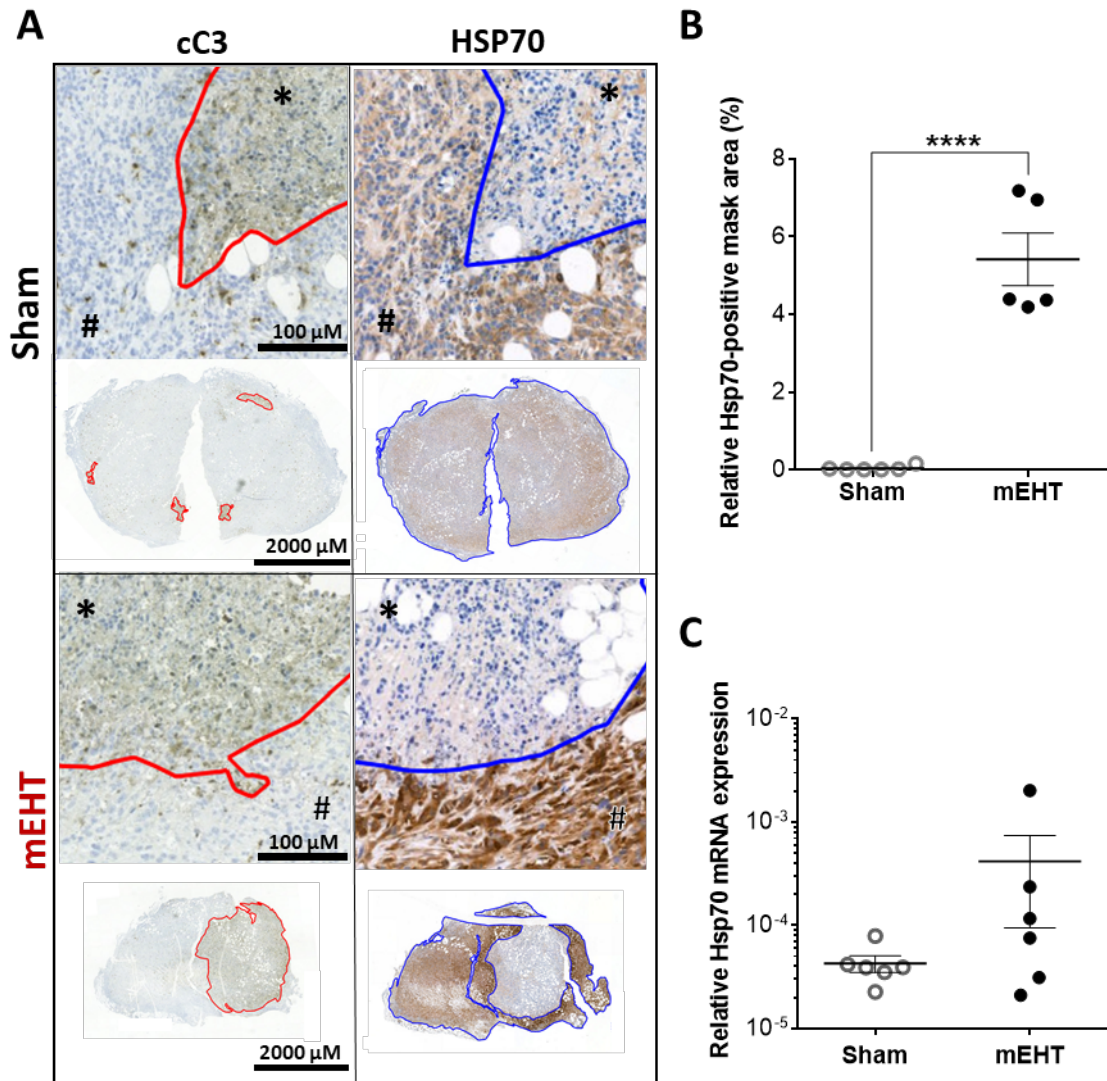 A
cC3 HSP70
Sham
*
#
100 µM
*
#
2000 µM
mEHT
*
#
100 µM
*
#
2000 µM
B
Relative Hsp70-positive mask area (%)
8
6
4
2
0
****
Sham mEHT
C
Relative Hsp70 mRNA expression
10-2
10-3
10-4
10-5
Sham mEHT